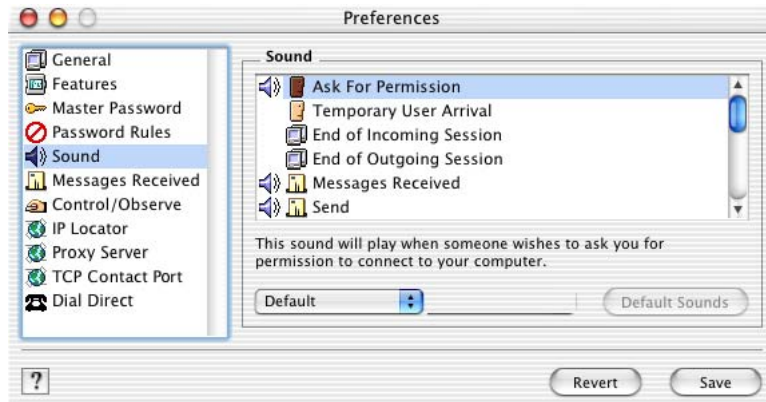 Preferences
General
Features
Master Password
Password Rules
Sound
Messages Received
Control/Observe
IP Locator
Proxy Server
TCP Contact Port
Dial Direct
Sound
Ask For Permission
Temporary User Arrival
End of Incoming Session
End of Outgoing Session
Messages Received
Send
This sound will play when someone wishes to ask you for
permission to connect to your computer.
Default
Default Sounds
?
Revert
Save